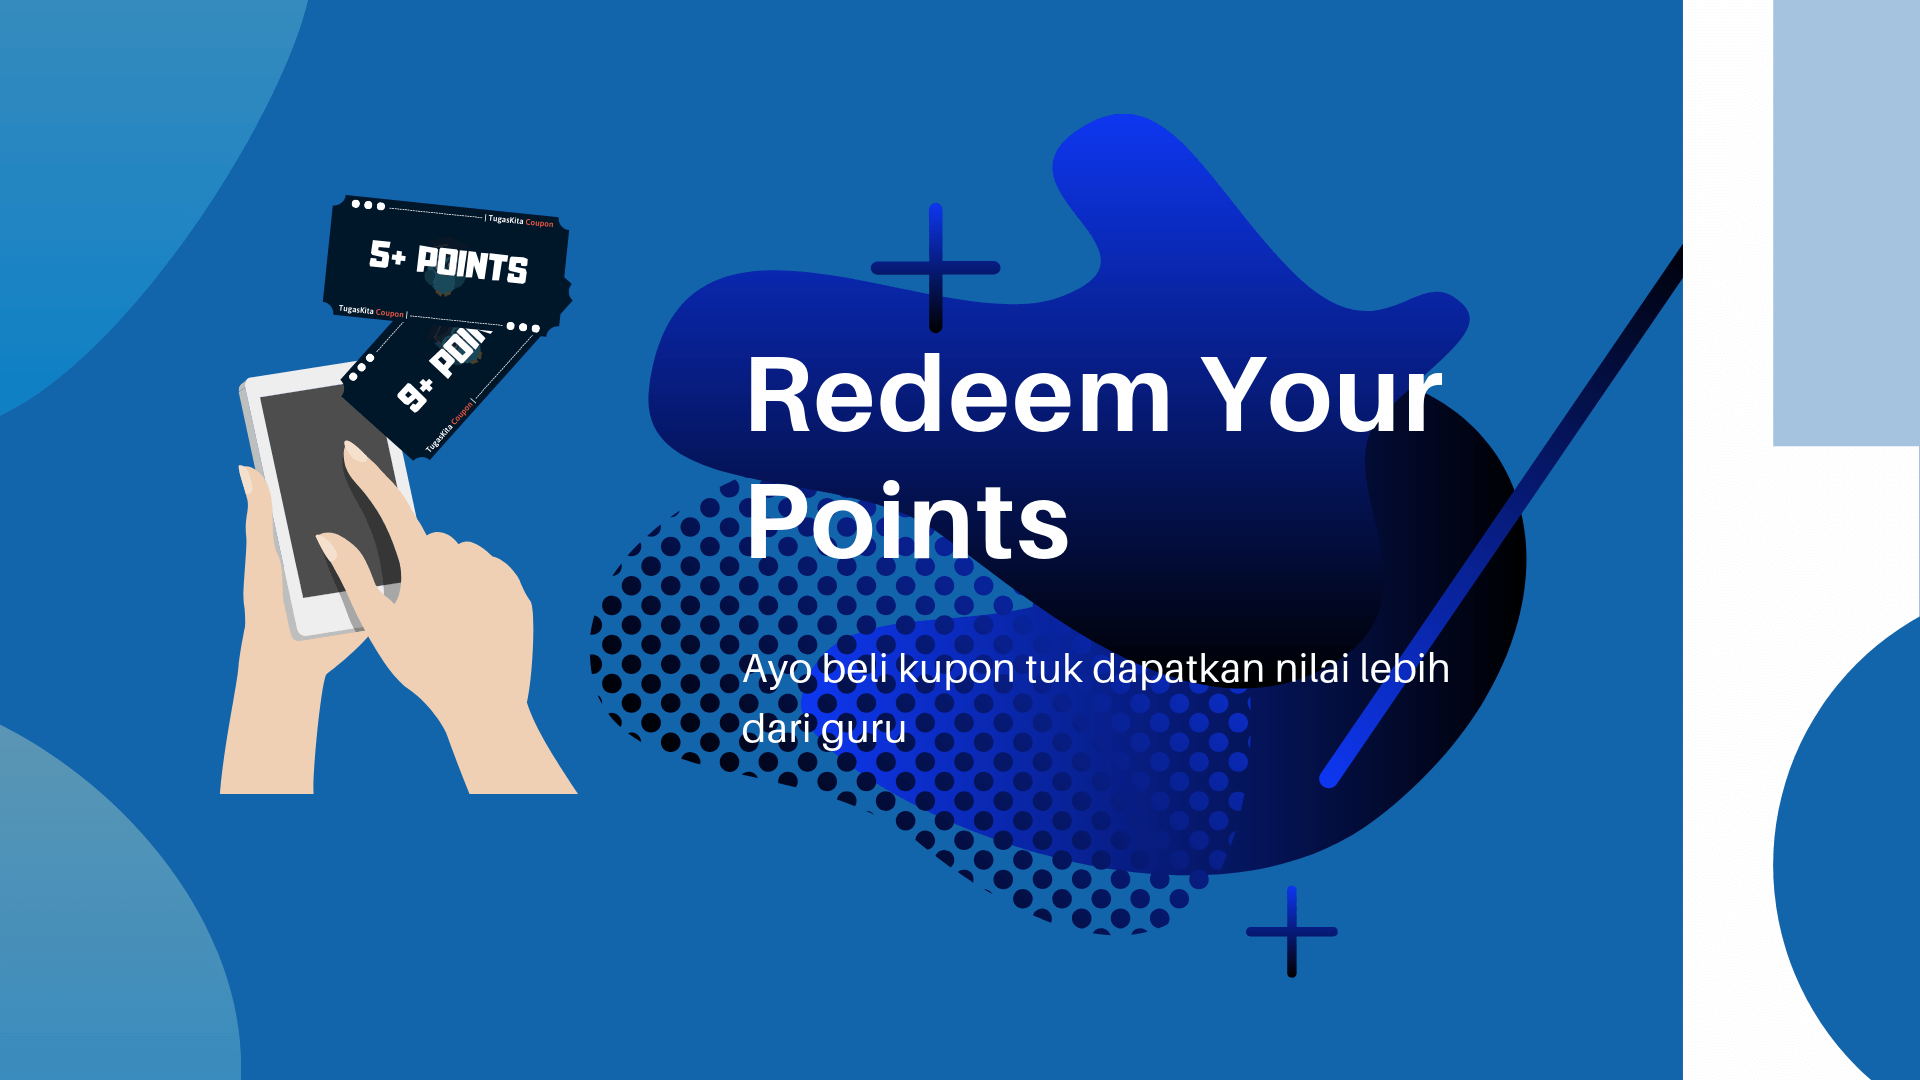 | TugasKita Coupon
5+ POINTS
TugasKita Coupon |
9+ POIN
TugasKita Coupon |
Redeem Your
Points
Ayo beli kupon tuk dapatkan nilai lebih
dari guru